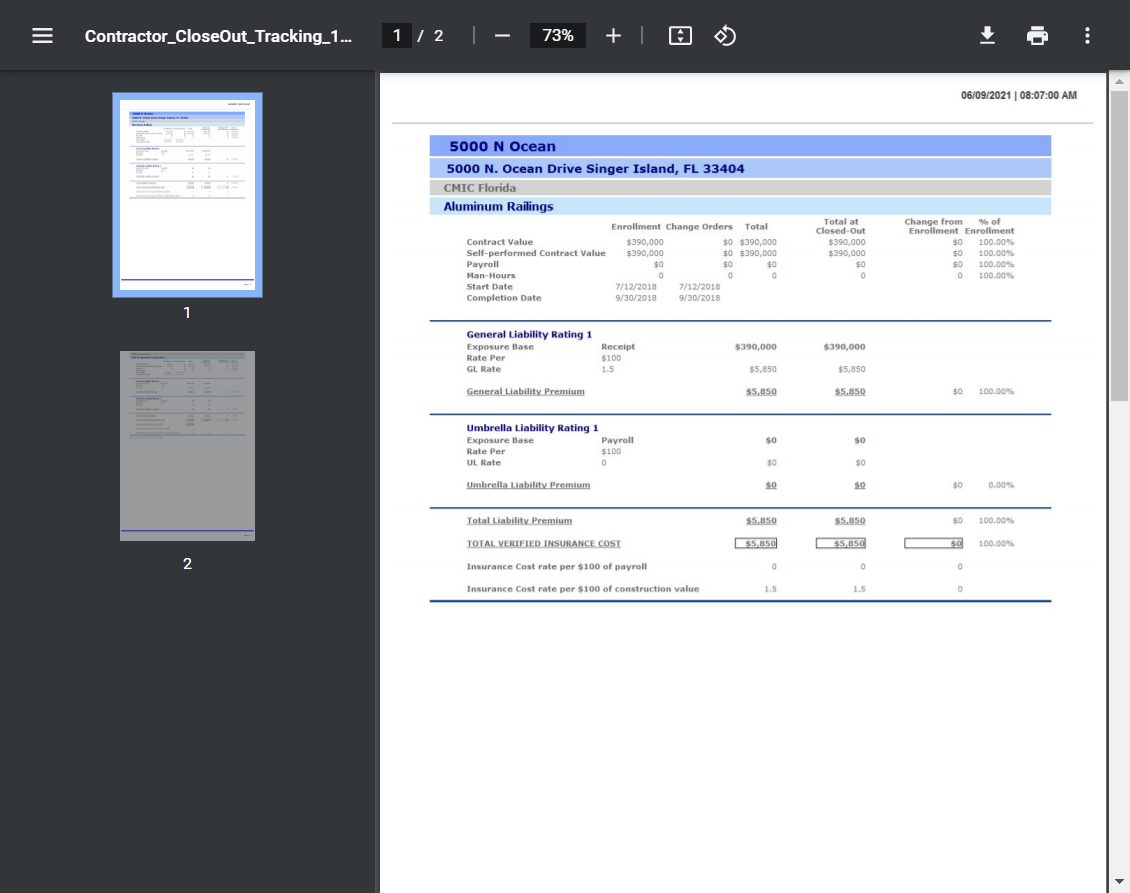 Contractor_CloseOut_Tracking_1... 1 / 2 73%
06/09/2021 | 08:07:00 AM
5000 N Ocean
5000 N. Ocean Drive Singer Island, FL 33404
CMIC Florida
Aluminum Railings
Enrollment Change Orders Total Total at Closed-Out Change from Enrollment % of Enrollment
Contract Value $390,000 $0 $390,000 $390,000 $0 100.00%
Self-performed Contract Value $390,000 $0 $390,000 $390,000 $0 100.00%
Payroll $0 $0 $0 $0 $0 100.00%
Man-Hours 0 0 0 0 0 100.00%
Start Date 7/12/2018 7/12/2018
Completion Date 9/30/2018 9/30/2018
General Liability Rating 1
Exposure Base Receipt $390,000 $390,000
Rate Per $100
GL Rate 1.5 $5,850 $5,850
General Liability Premium $5,850 $5,850 $0 100.00%
Umbrella Liability Rating 1
Exposure Base Payroll $0 $0
Rate Per $100
UL Rate 0 $0 $0
Umbrella Liability Premium $0 $0 $0 0.00%
Total Liability Premium $5,850 $5,850 $0 100.00%
TOTAL VERIFIED INSURANCE COST $5,850 $5,850 $0 100.00%
Insurance Cost rate per $100 of payroll 0 0 0
Insurance Cost rate per $100 of construction value 1.5 1.5 0
1
2